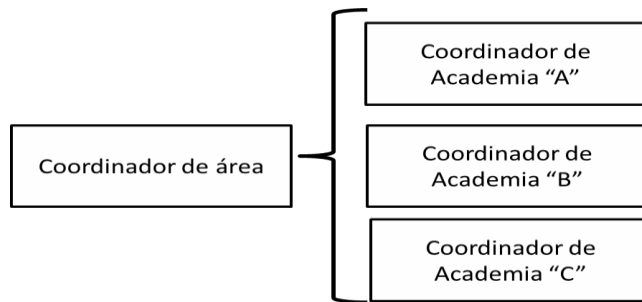 Coordinador de área
Coordinador de
Academia “A”
Coordinador de
Academia “B”
Coordinador de
Academia “C”